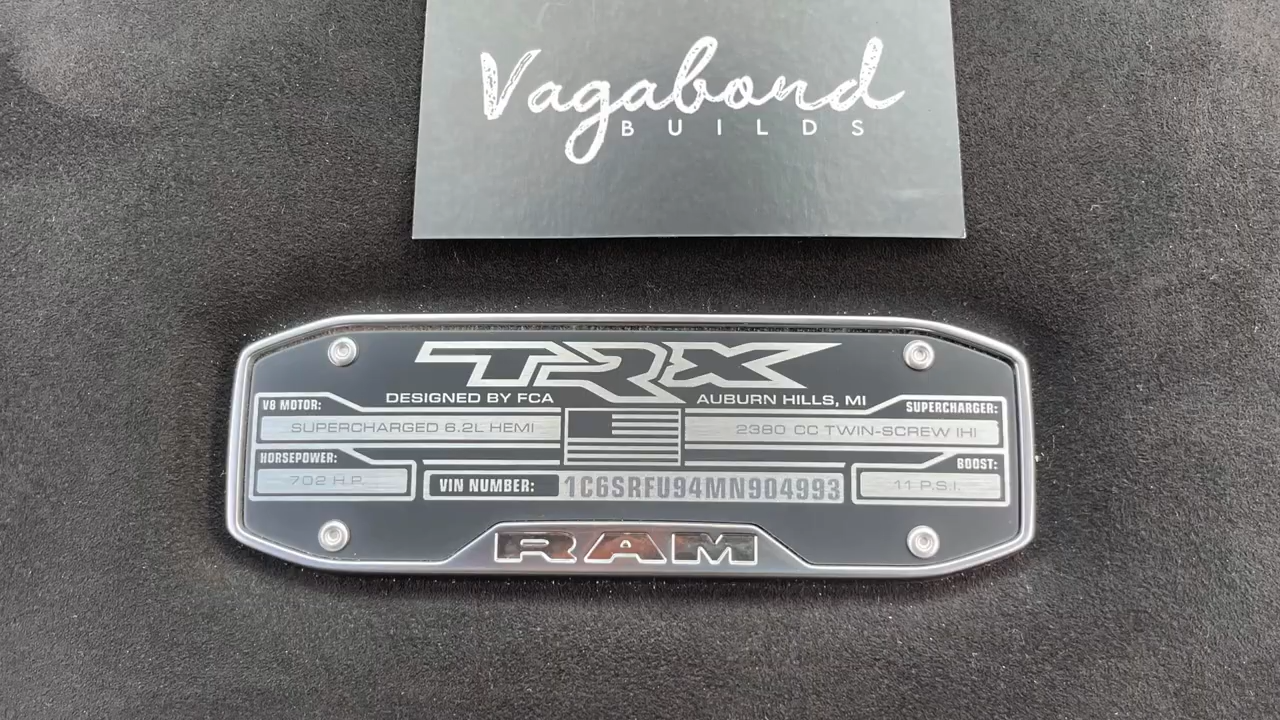 Vagabond
BUILDS
TRX
DESIGNED BY FCA AUBURN HILLS, MI
V8 MOTOR:
SUPERCHARGED 6.2L HEMI
SUPERCHARGER:
2380 CC TWIN-SCREW IHI
HORSEPOWER:
702 H.P.
VIN NUMBER: 1C6SRFU94MN904993
BOOST:
11 P.S.I.
RAM